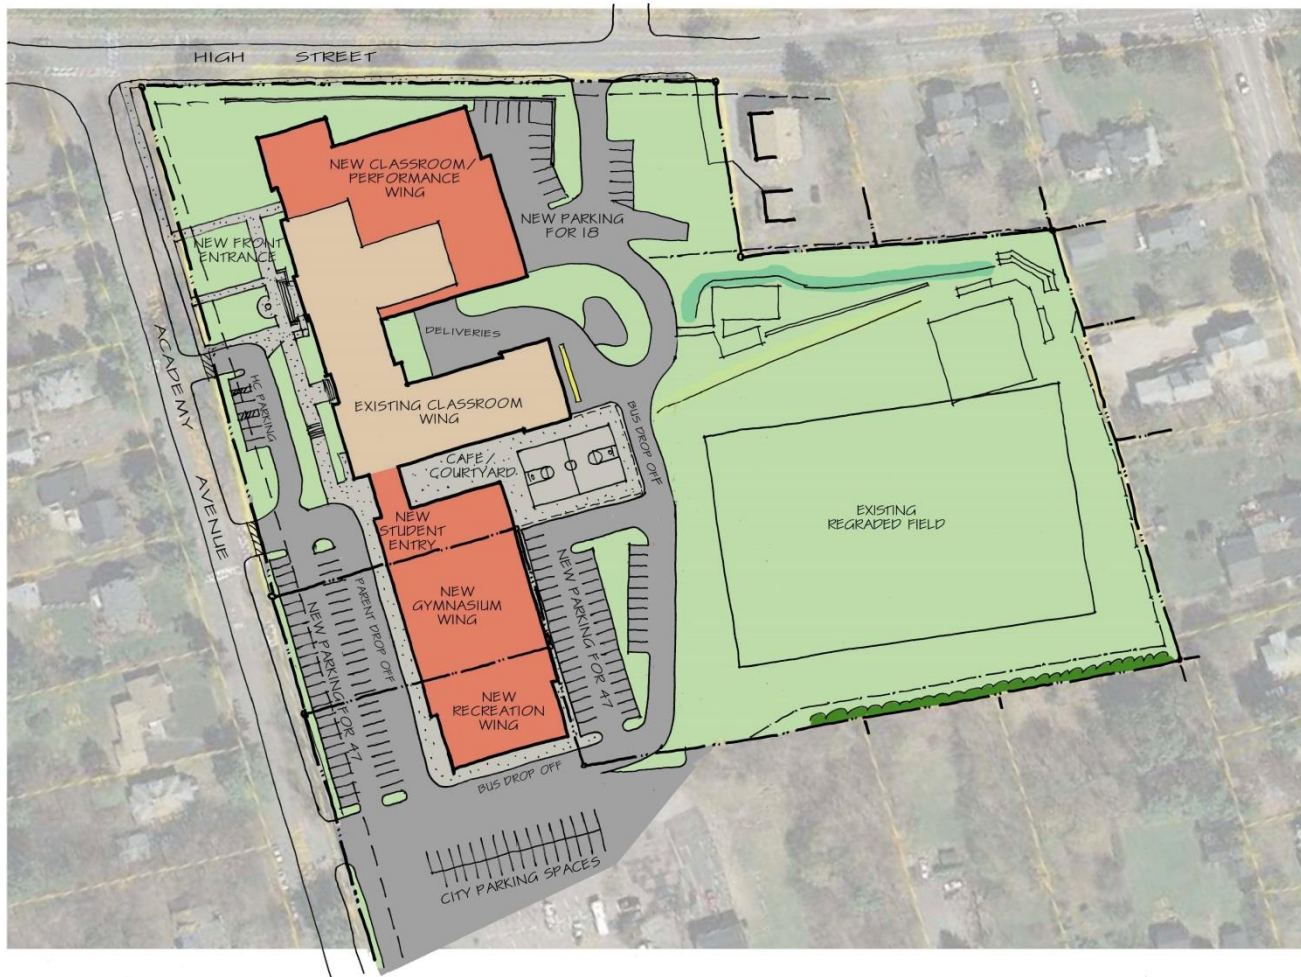 HIGH STREET
NEW CLASSROOM/
PERFORMANCE
WING
NEW PARKING
FOR 18
NEW FRONT
ENTRANCE
DELIVERIES
ACADEMY AVENUE
HC PARKING
EXISTING CLASSROOM
WING
BUS DROP OFF
CAFE/
COURTYARD
NEW
STUDENT
ENTRY
EXISTING
REGRADED FIELD
NEW
GYMNASIUM
WING
PARENT DROP OFF
NEW PARKING FOR 47
NEW PARKING FOR 47
NEW
RECREATION
WING
BUS DROP OFF
CITY PARKING SPACES